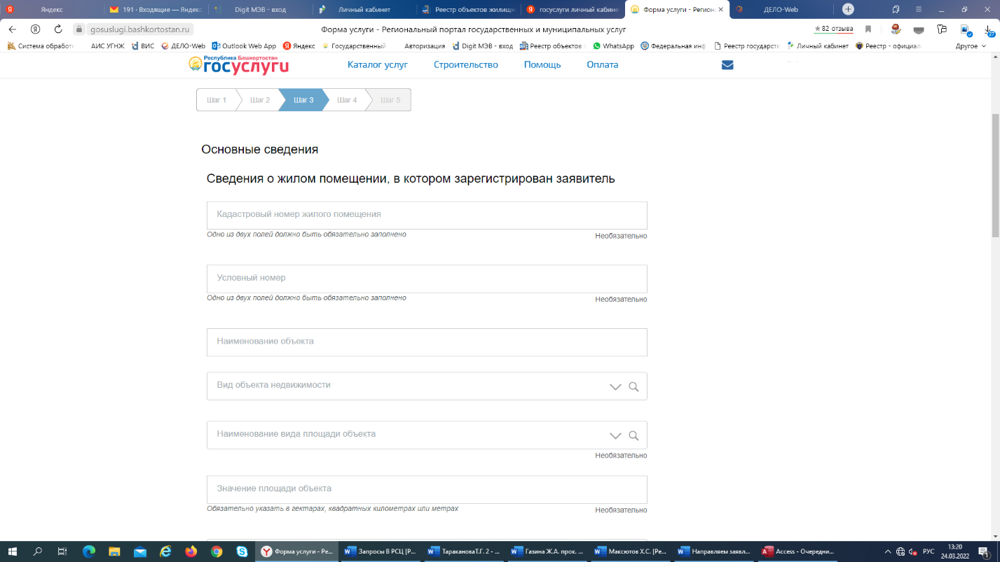 Яндекс
191 · Входящие — Яндекс
Digit МЭВ - вход
Личный кабинет
Реестр объектов жилищн
госуслуги личный кабине
Форма услуги - Регион
ДЕЛО-Web
gosuslugi.bashkortostan.ru
Форма услуги - Региональный портал государственных и муниципальных услуг
★ 82 отзыва
27
Система обработ
АИС УГНЖ
ВИС
ДЕЛО-Web
Outlook Web App
Яндекс
Государственный
Авторизация
Digit МЭВ - вход
Реестр объектов
WhatsApp
Федеральная инф
Реестр государств
Личный кабинет
Реестр - официал
Другое
Республика Башкортостан
госуслуги
Каталог услуг
Строительство
Помощь
Оплата
Шаг 1
Шаг 2
Шаг 3
Шаг 4
Шаг 5
Основные сведения
Сведения о жилом помещении, в котором зарегистрирован заявитель
Кадастровый номер жилого помещения
Одно из двух полей должно быть обязательно заполнено
Необязательно
Условный номер
Одно из двух полей должно быть обязательно заполнено
Необязательно
Наименование объекта
Вид объекта недвижимости
Наименование вида площади объекта
Необязательно
Значение площади объекта
Обязательно указать в гектарах, квадратных километрах или метрах
Необязательно
Форма услуги - Ре...
Запросы В РСЦ [Р...
ТаракановаТ.Г. 2 - ...
Газина Ж.А. прок. ...
Максютов Х.С. [Ре...
Направляем заявл...
Access - Очередни...
РУС
13:20
24.03.2022
1